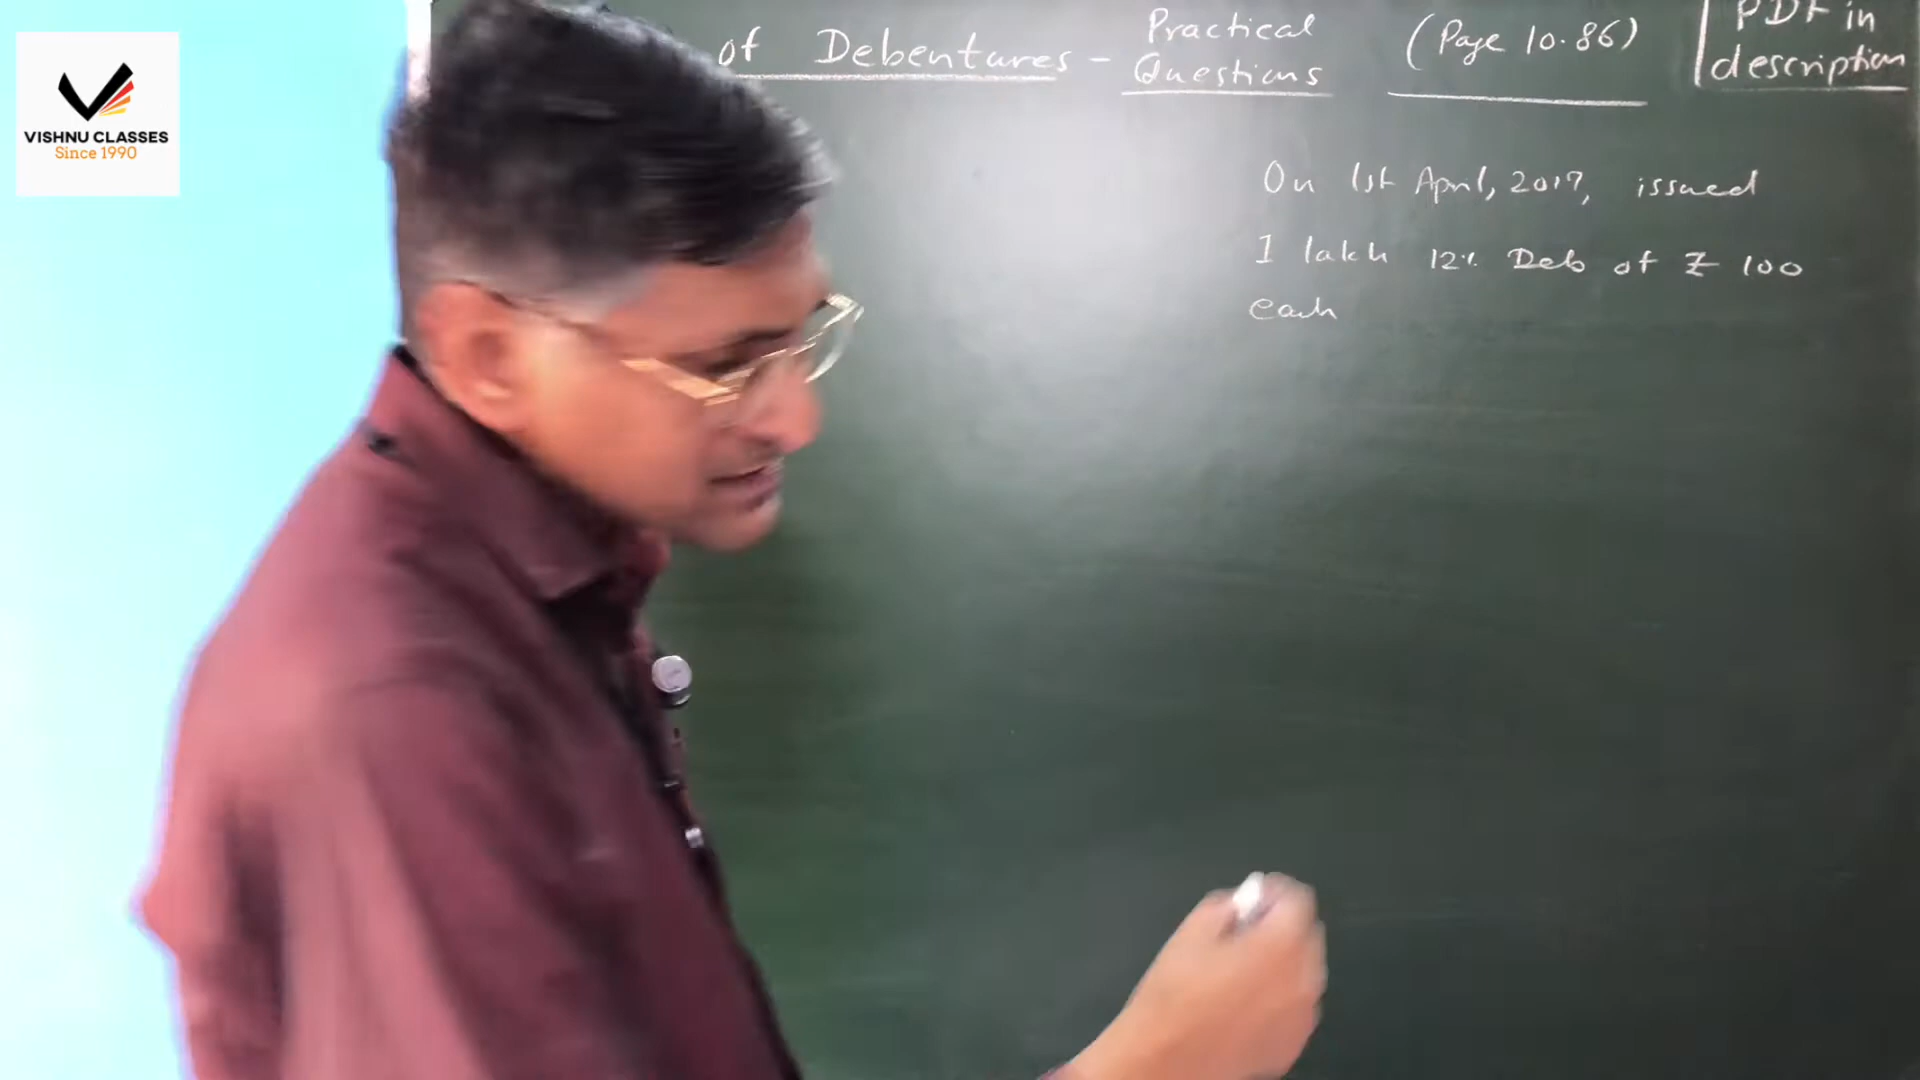 VISHNU CLASSES
Since 1990
of Debentures - Practical Questions (Page 10.86)
PDF in
description
On 1st April, 2017, issued
1 lakh 12% Deb of ₹ 100
each